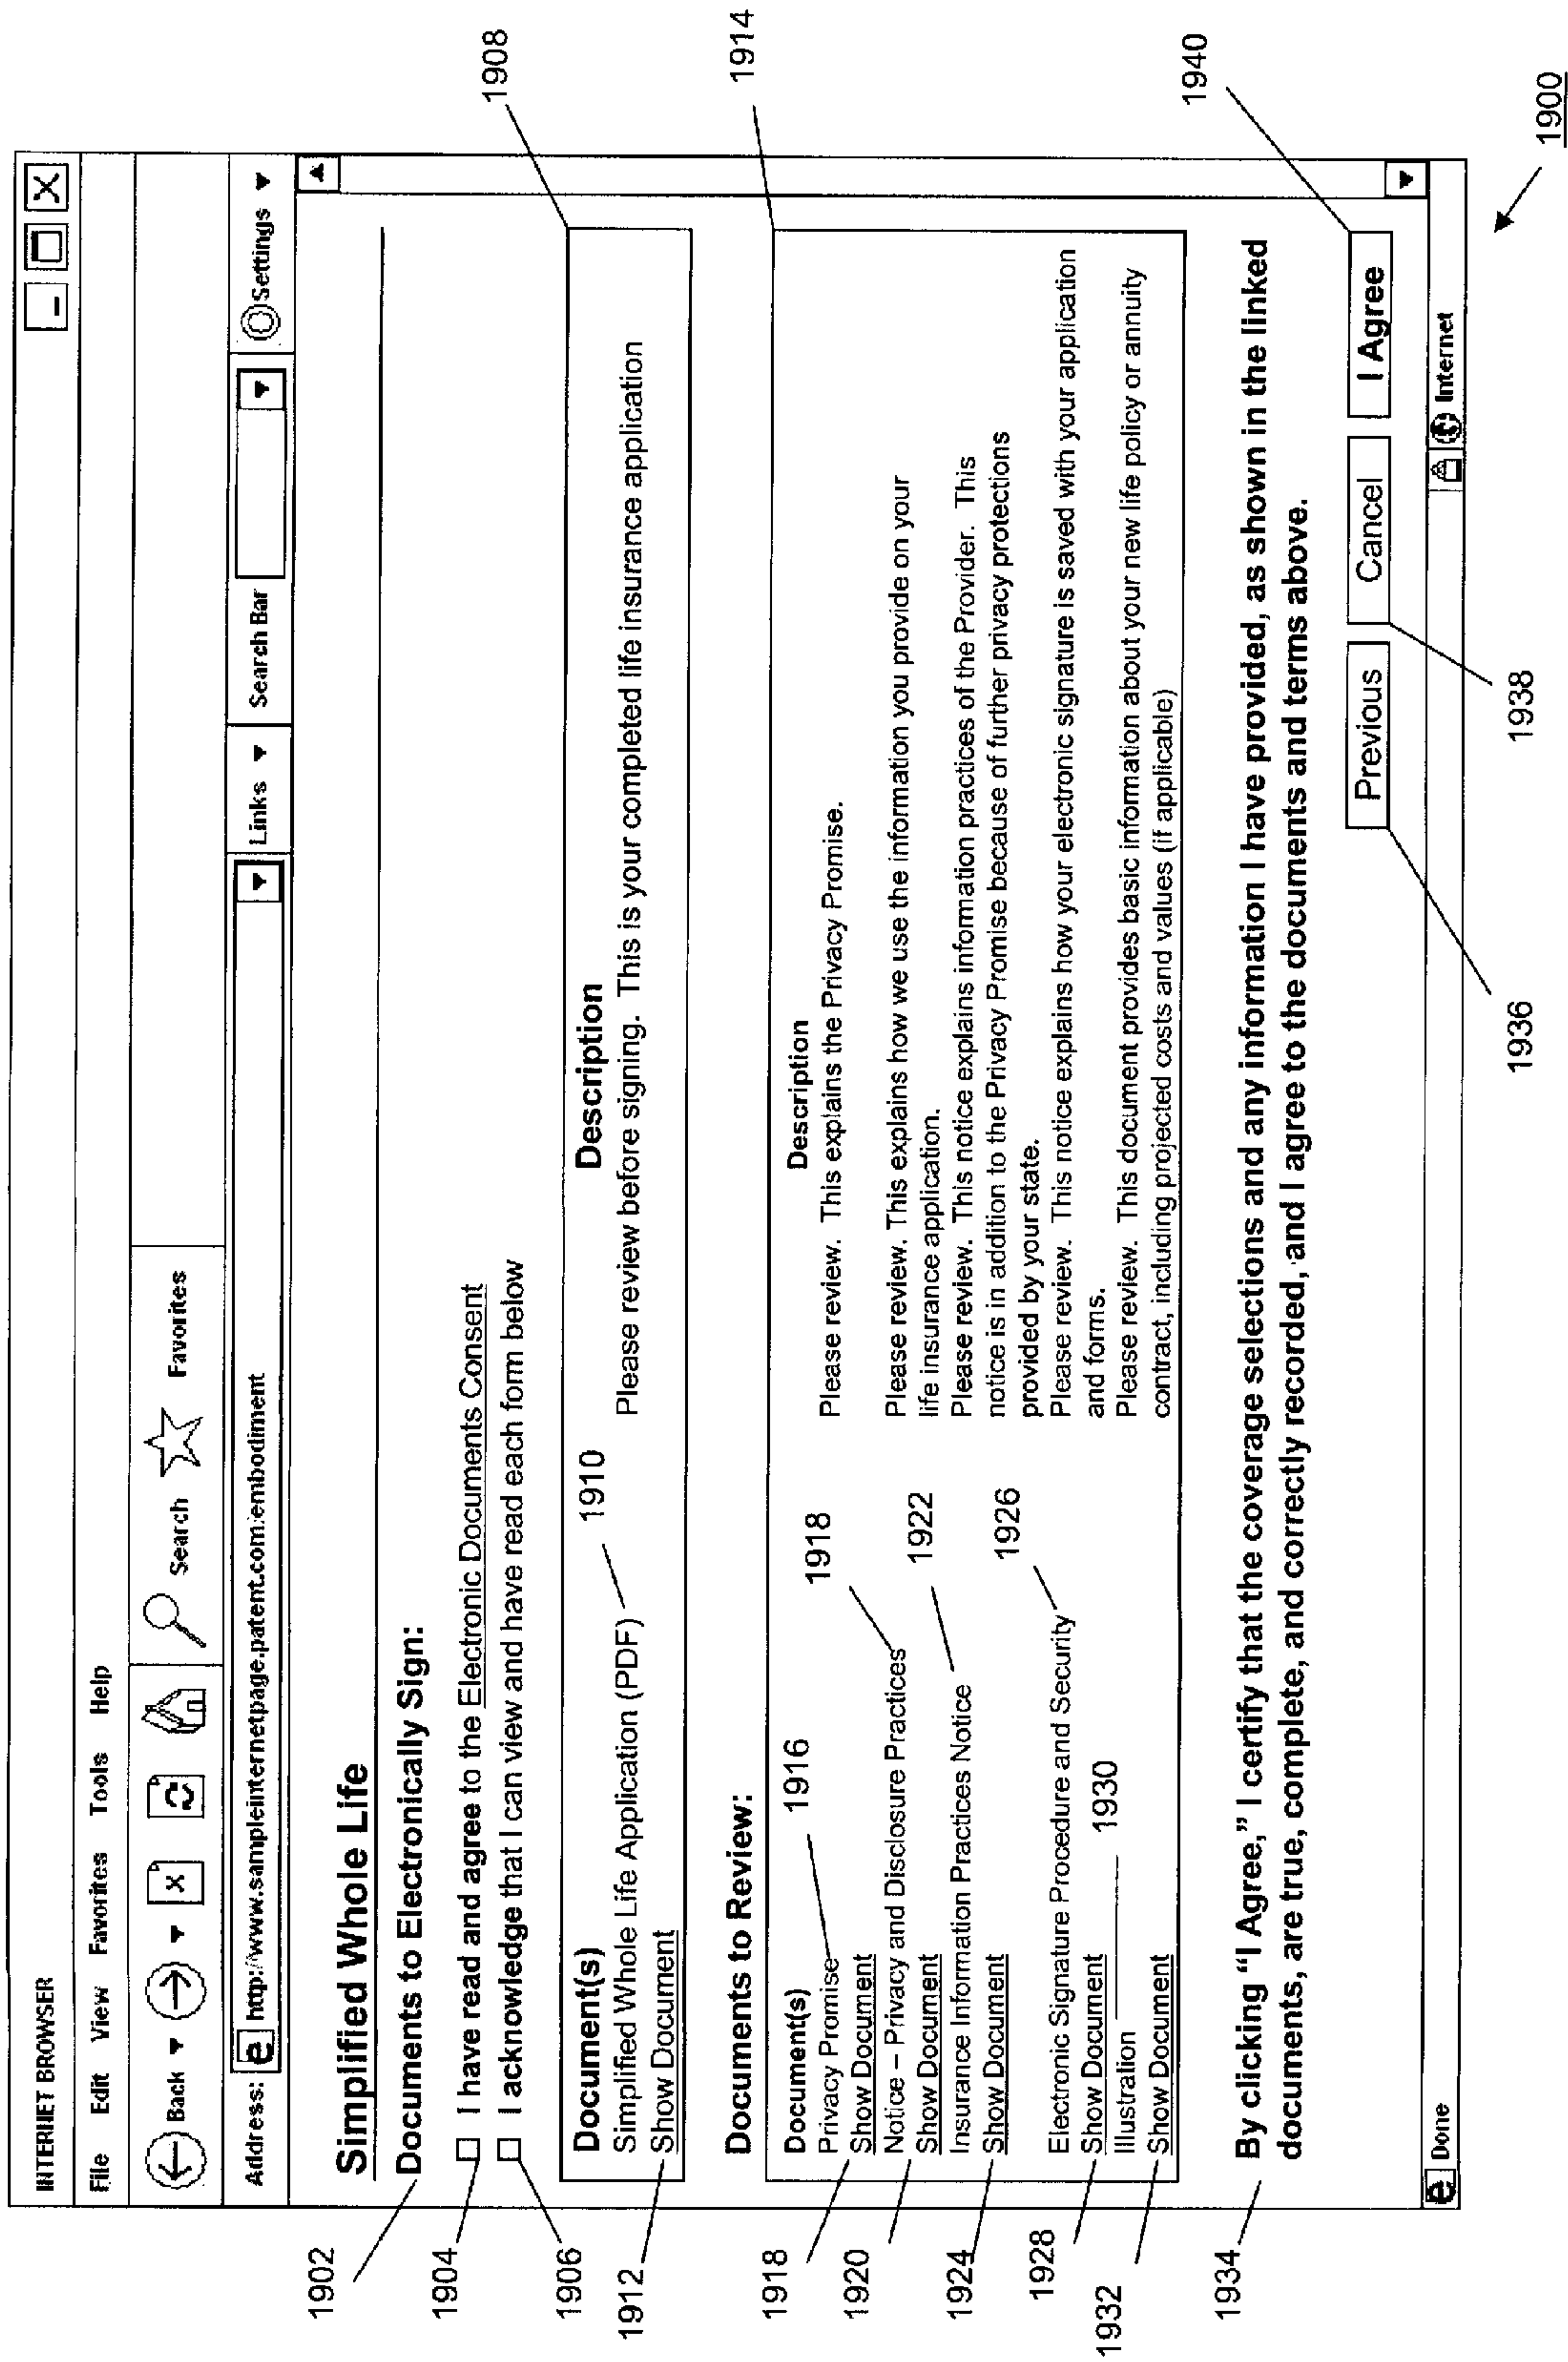 INTERNET BROWSER
File Edit View Favorites Tools Help
Back Search Favorites
Address: http://www.sampleinternetpage.patent.com/embodiment Links Search Bar Settings
Simplified Whole Life
1902
Documents to Electronically Sign:
1904
I have read and agree to the Electronic Documents Consent
1906
I acknowledge that I can view and have read each form below
1908
Document(s) Description
Simplified Whole Life Application (PDF) 1910 Please review before signing. This is your completed life insurance application
1912
Show Document
Documents to Review:
1914
Document(s) 1916 Description
Privacy Promise Please review. This explains the Privacy Promise.
1918
Show Document 1918
Notice – Privacy and Disclosure Practices Please review. This explains how we use the information you provide on your
1920
Show Document life insurance application.
1922
Insurance Information Practices Notice Please review. This notice explains information practices of the Provider. This
1924
Show Document notice is in addition to the Privacy Promise because of further privacy protections
1926 provided by your state.
Electronic Signature Procedure and Security Please review. This notice explains how your electronic signature is saved with your application
1928
Show Document and forms.
Illustration 1930 Please review. This document provides basic information about your new life policy or annuity
1932
Show Document contract, including projected costs and values (if applicable)
1934
By clicking “I Agree,” I certify that the coverage selections and any information I have provided, as shown in the linked
documents, are true, complete, and correctly recorded, and I agree to the documents and terms above.
Previous Cancel I Agree
1936 1938 1940
Done Internet
1900